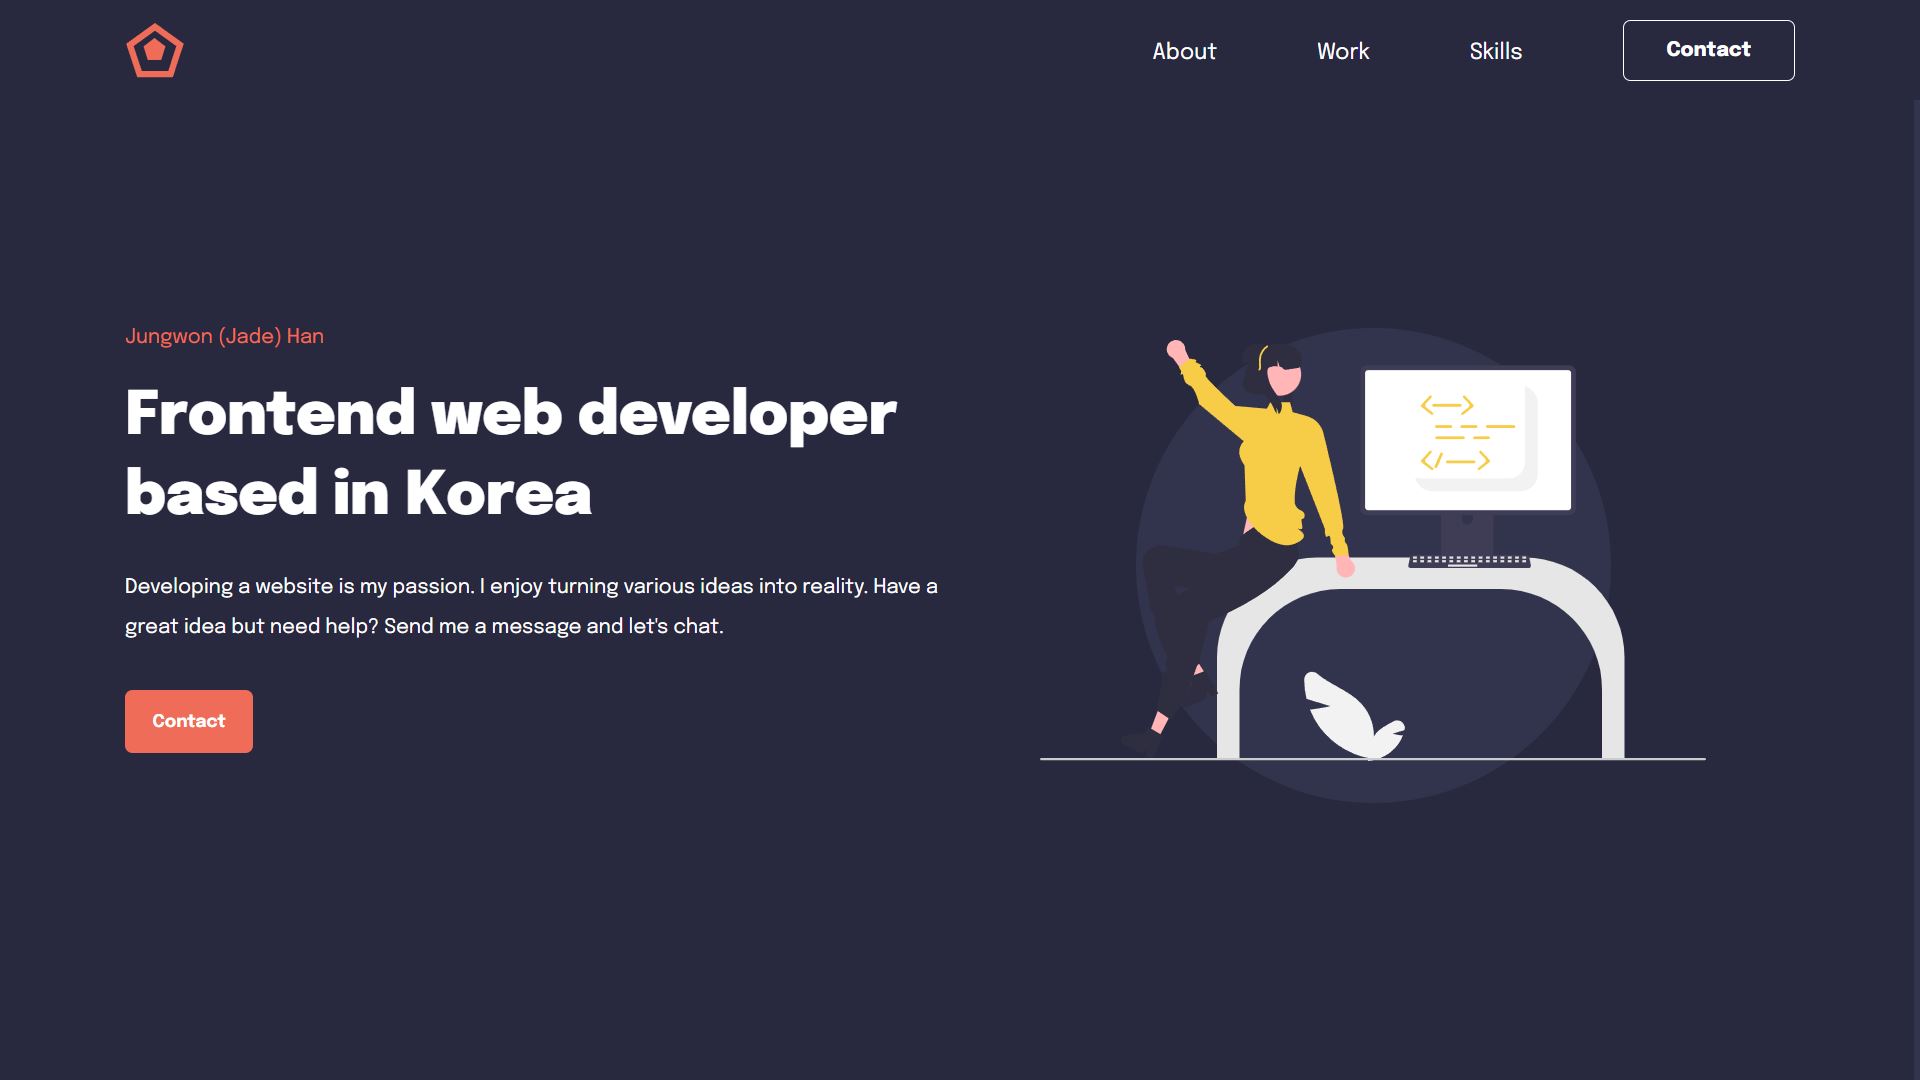 About
Work
Skills
Contact
Jungwon (Jade) Han
Frontend web developer
based in Korea
Developing a website is my passion. I enjoy turning various ideas into reality. Have a
great idea but need help? Send me a message and let's chat.
Contact